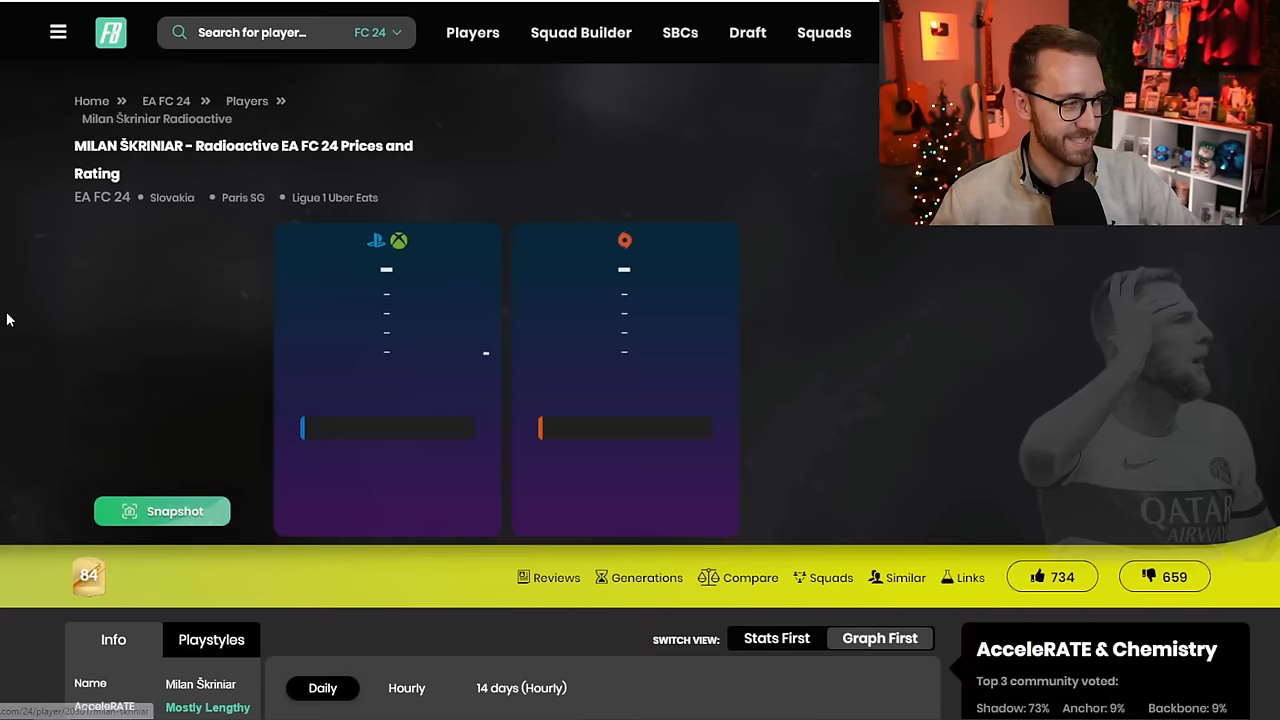 FB
Search for player...
FC 24
Players
Squad Builder
SBCs
Draft
Squads
Home
EA FC 24
Players
Milan Škriniar Radioactive
MILAN ŠKRINIAR - Radioactive EA FC 24 Prices and
Rating
EA FC 24
Slovakia
Paris SG
Ligue 1 Uber Eats
QATAR
AIRWAY
Snapshot
84
Reviews
Generations
Compare
Squads
Similar
Links
734
659
Info
Playstyles
SWITCH VIEW:
Stats First
Graph First
AcceleRATE & Chemistry
Top 3 community voted:
Name
Milan Škriniar
Daily
Hourly
14 days (Hourly)
AcceleRATE
Mostly Lengthy
Shadow: 73%
Anchor: 9%
Backbone: 9%